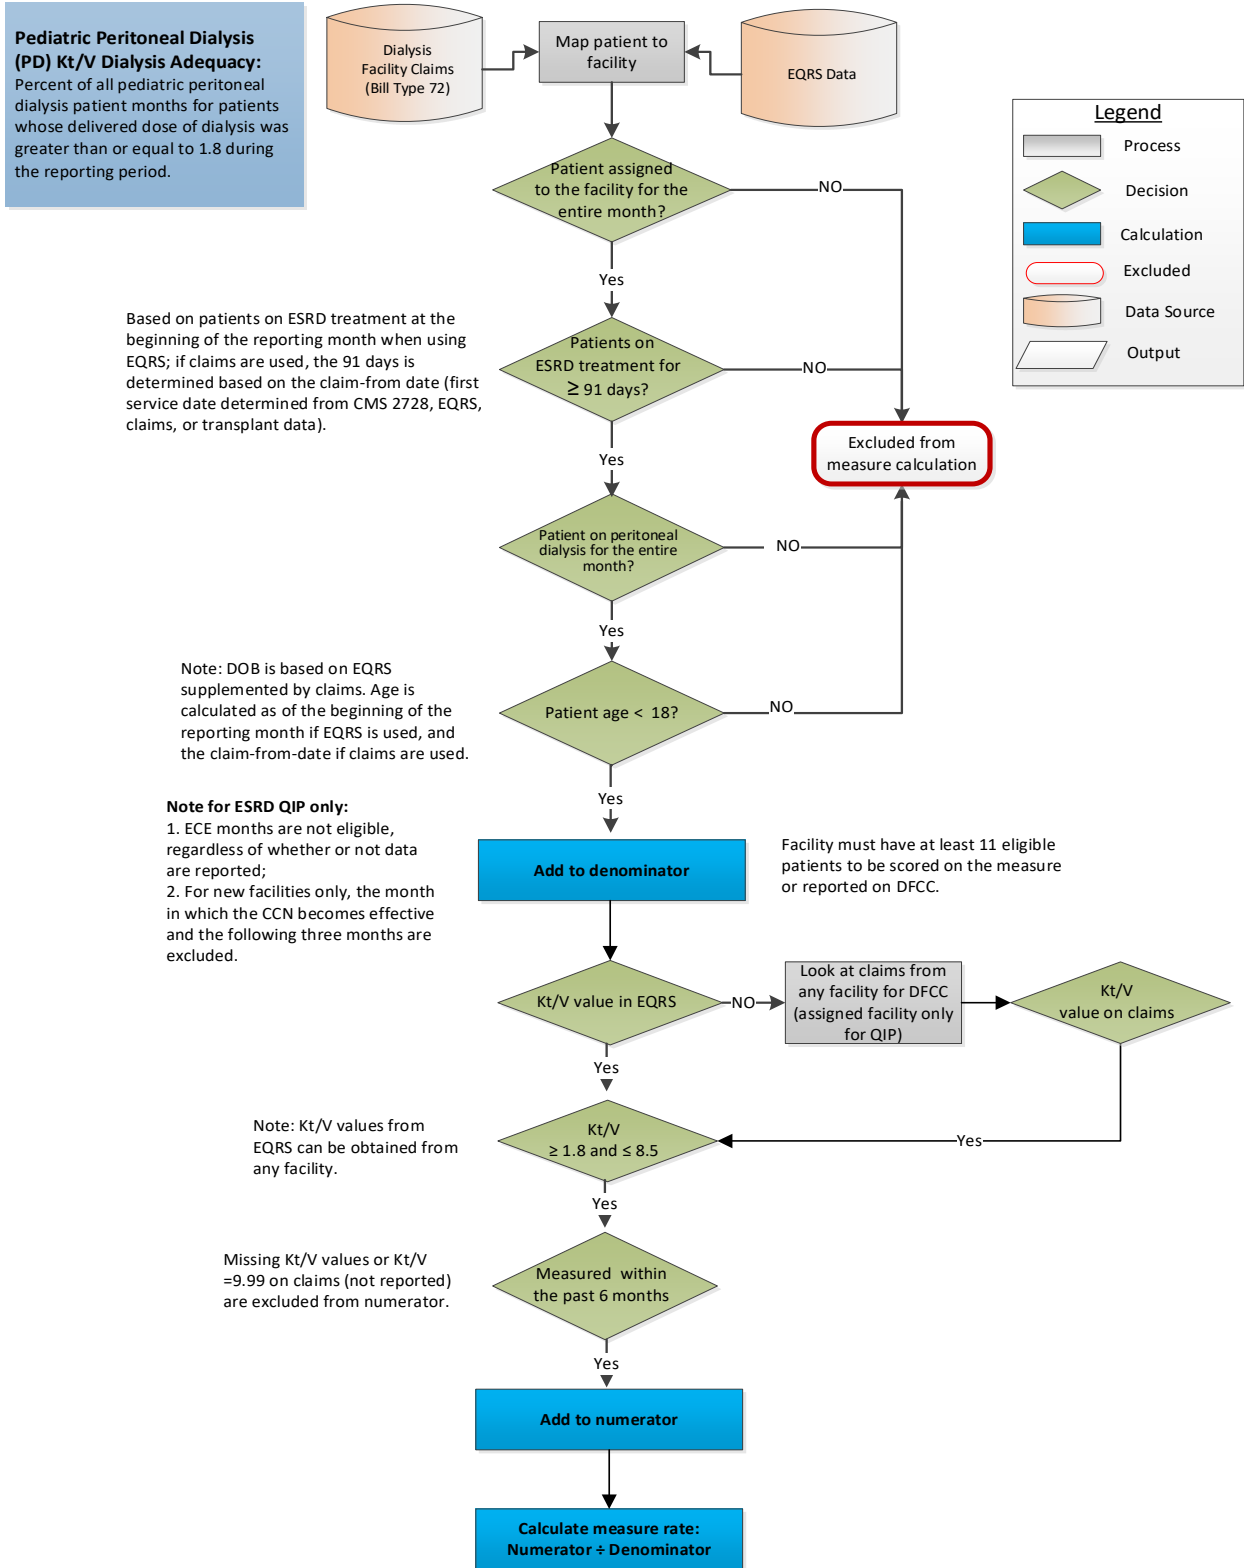 Pediatric Peritoneal Dialysis
(PD) Kt/V Dialysis Adequacy:
Percent of all pediatric peritoneal
dialysis patient months for patients
whose delivered dose of dialysis was
greater than or equal to 1.8 during
the reporting period.
Dialysis
Facility Claims
(Bill Type 72)
Map patient to
facility
EQRS Data
Legend
Process
Decision
Calculation
Excluded
Data Source
Output
Patient assigned
to the facility for the
entire month?
NO
Yes
Based on patients on ESRD treatment at the
beginning of the reporting month when using
EQRS; if claims are used, the 91 days is
determined based on the claim-from date (first
service date determined from CMS 2728, EQRS,
claims, or transplant data).
Patients on
ESRD treatment for
≥ 91 days?
NO
Excluded from
measure calculation
Yes
Patient on peritoneal
dialysis for the entire
month?
NO
Yes
Note: DOB is based on EQRS
supplemented by claims. Age is
calculated as of the beginning of the
reporting month if EQRS is used, and
the claim-from-date if claims are used.
Patient age < 18?
NO
Yes
Note for ESRD QIP only:
1. ECE months are not eligible,
regardless of whether or not data
are reported;
2. For new facilities only, the month
in which the CCN becomes effective
and the following three months are
excluded.
Add to denominator
Facility must have at least 11 eligible
patients to be scored on the measure
or reported on DFCC.
Kt/V value in EQRS
NO
Look at claims from
any facility for DFCC
(assigned facility only
for QIP)
Kt/V
value on claims
Yes
Note: Kt/V values from
EQRS can be obtained from
any facility.
Kt/V
≥ 1.8 and ≤ 8.5
Yes
Yes
Missing Kt/V values or Kt/V
=9.99 on claims (not reported)
are excluded from numerator.
Measured within
the past 6 months
Yes
Add to numerator
Calculate measure rate:
Numerator ÷ Denominator